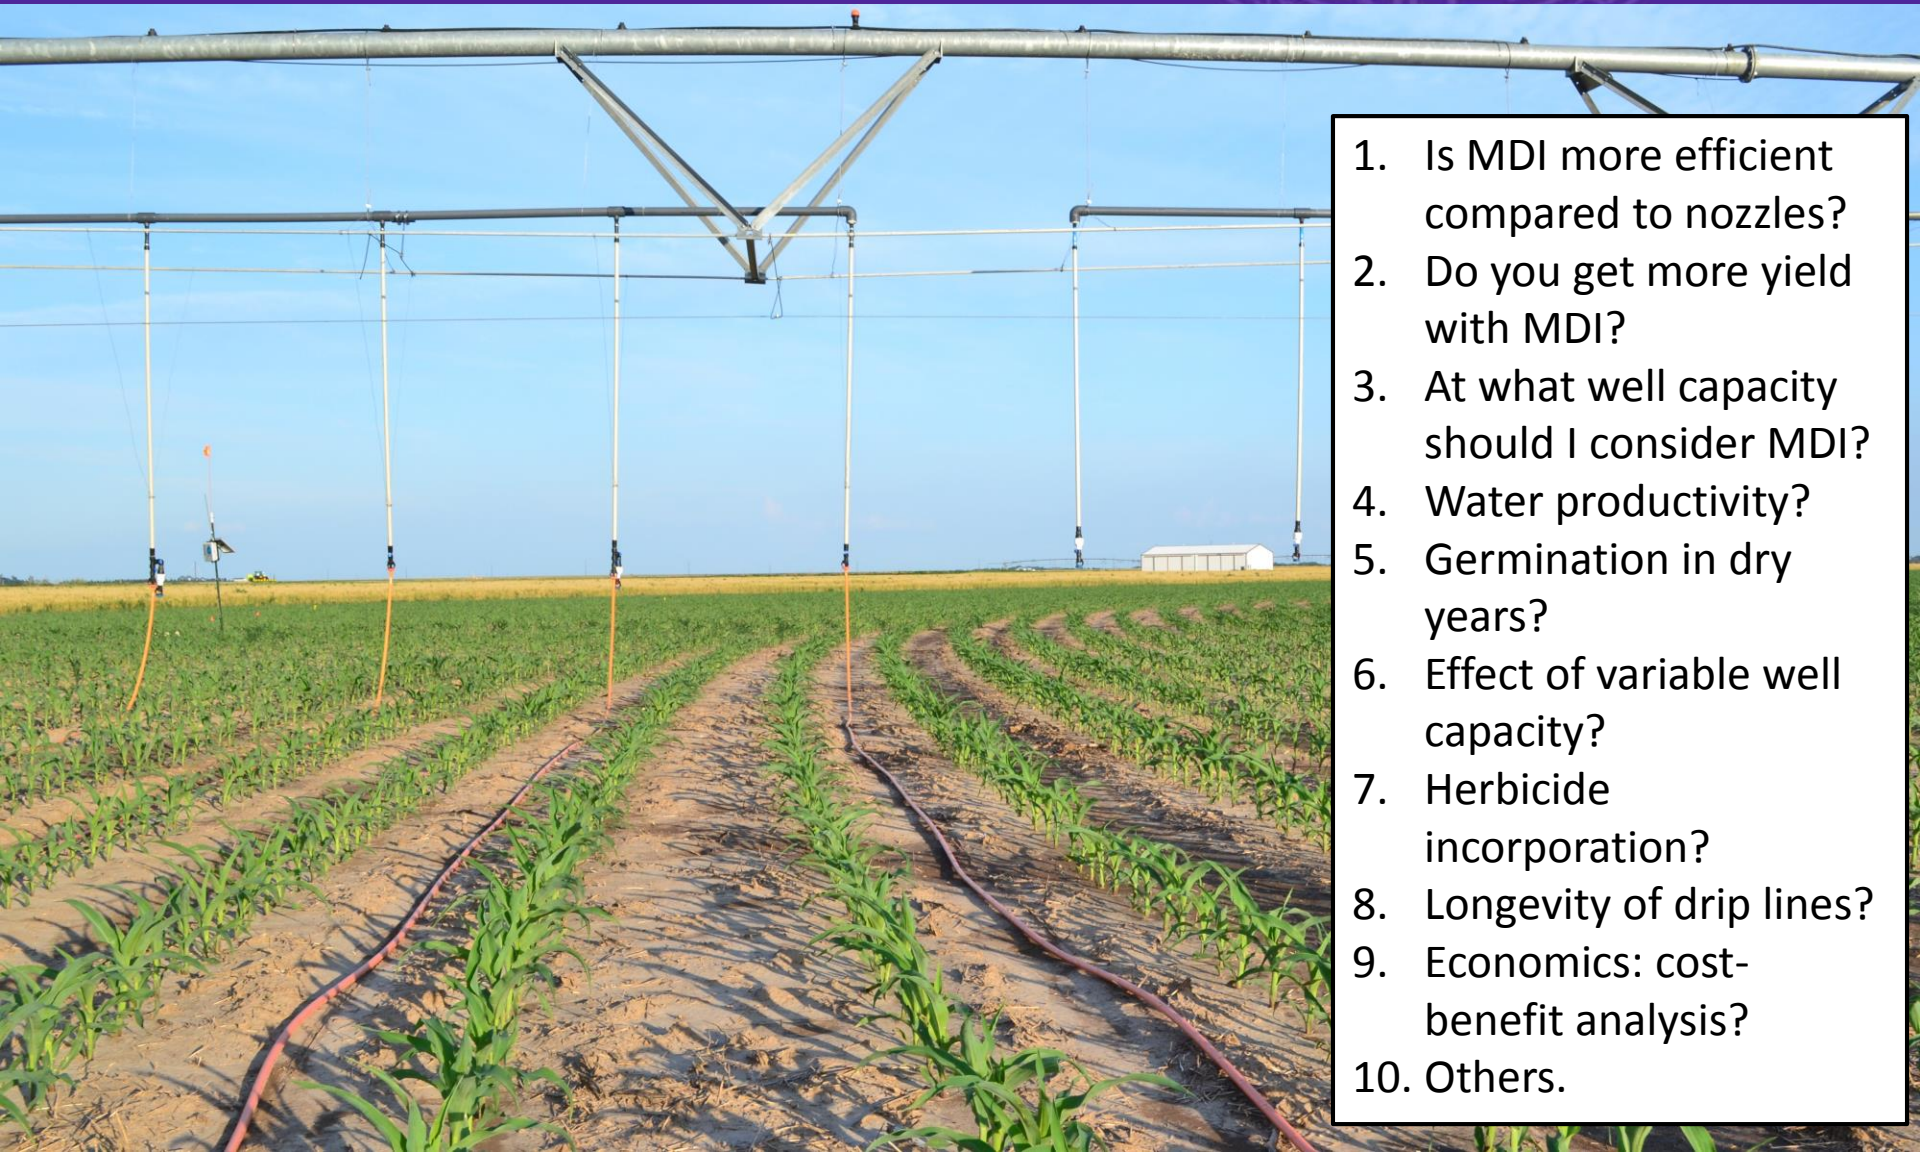 1. Is MDI more efficient
compared to nozzles?
2. Do you get more yield
with MDI?
3. At what well capacity
should I consider MDI?
4. Water productivity?
5. Germination in dry
years?
6. Effect of variable well
capacity?
7. Herbicide
incorporation?
8. Longevity of drip lines?
9. Economics: cost-
benefit analysis?
10. Others.